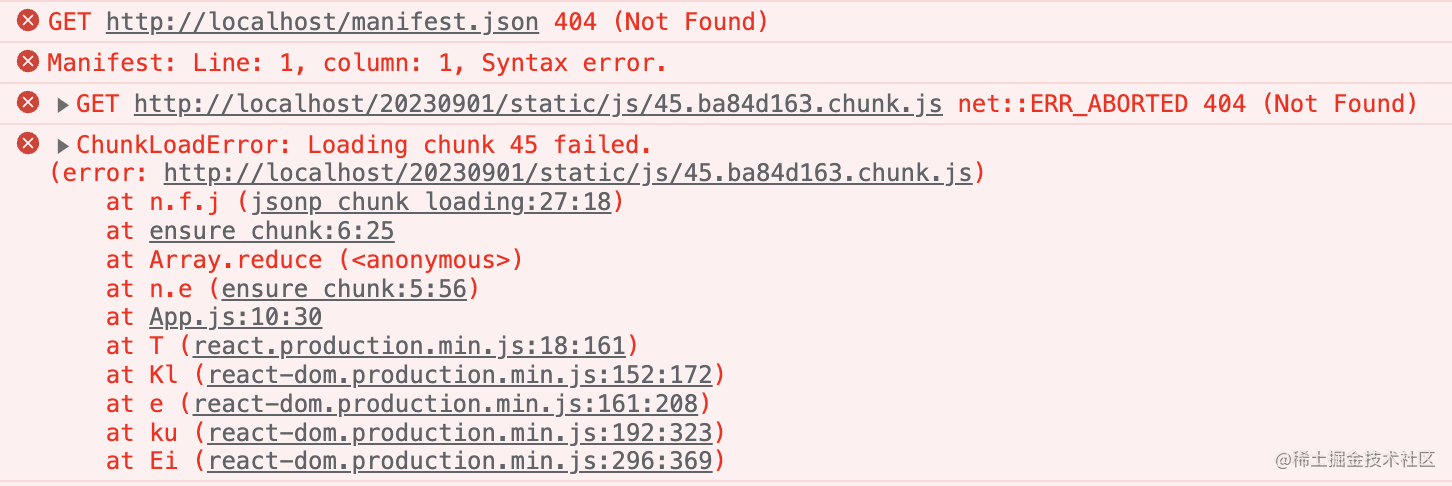 GET http://localhost/manifest.json 404 (Not Found)
Manifest: Line: 1, column: 1, Syntax error.
GET http://localhost/20230901/static/js/45.ba84d163.chunk.js net::ERR_ABORTED 404 (Not Found)
ChunkLoadError: Loading chunk 45 failed.
(error: http://localhost/20230901/static/js/45.ba84d163.chunk.js)
at n.f.j (jsonp chunk loading:27:18)
at ensure chunk:6:25
at Array.reduce (<anonymous>)
at n.e (ensure chunk:5:56)
at App.js:10:30
at T (react.production.min.js:18:161)
at Kl (react-dom.production.min.js:152:172)
at e (react-dom.production.min.js:161:208)
at ku (react-dom.production.min.js:192:323)
at Ei (react-dom.production.min.js:296:369)
@稀土掘金技术社区